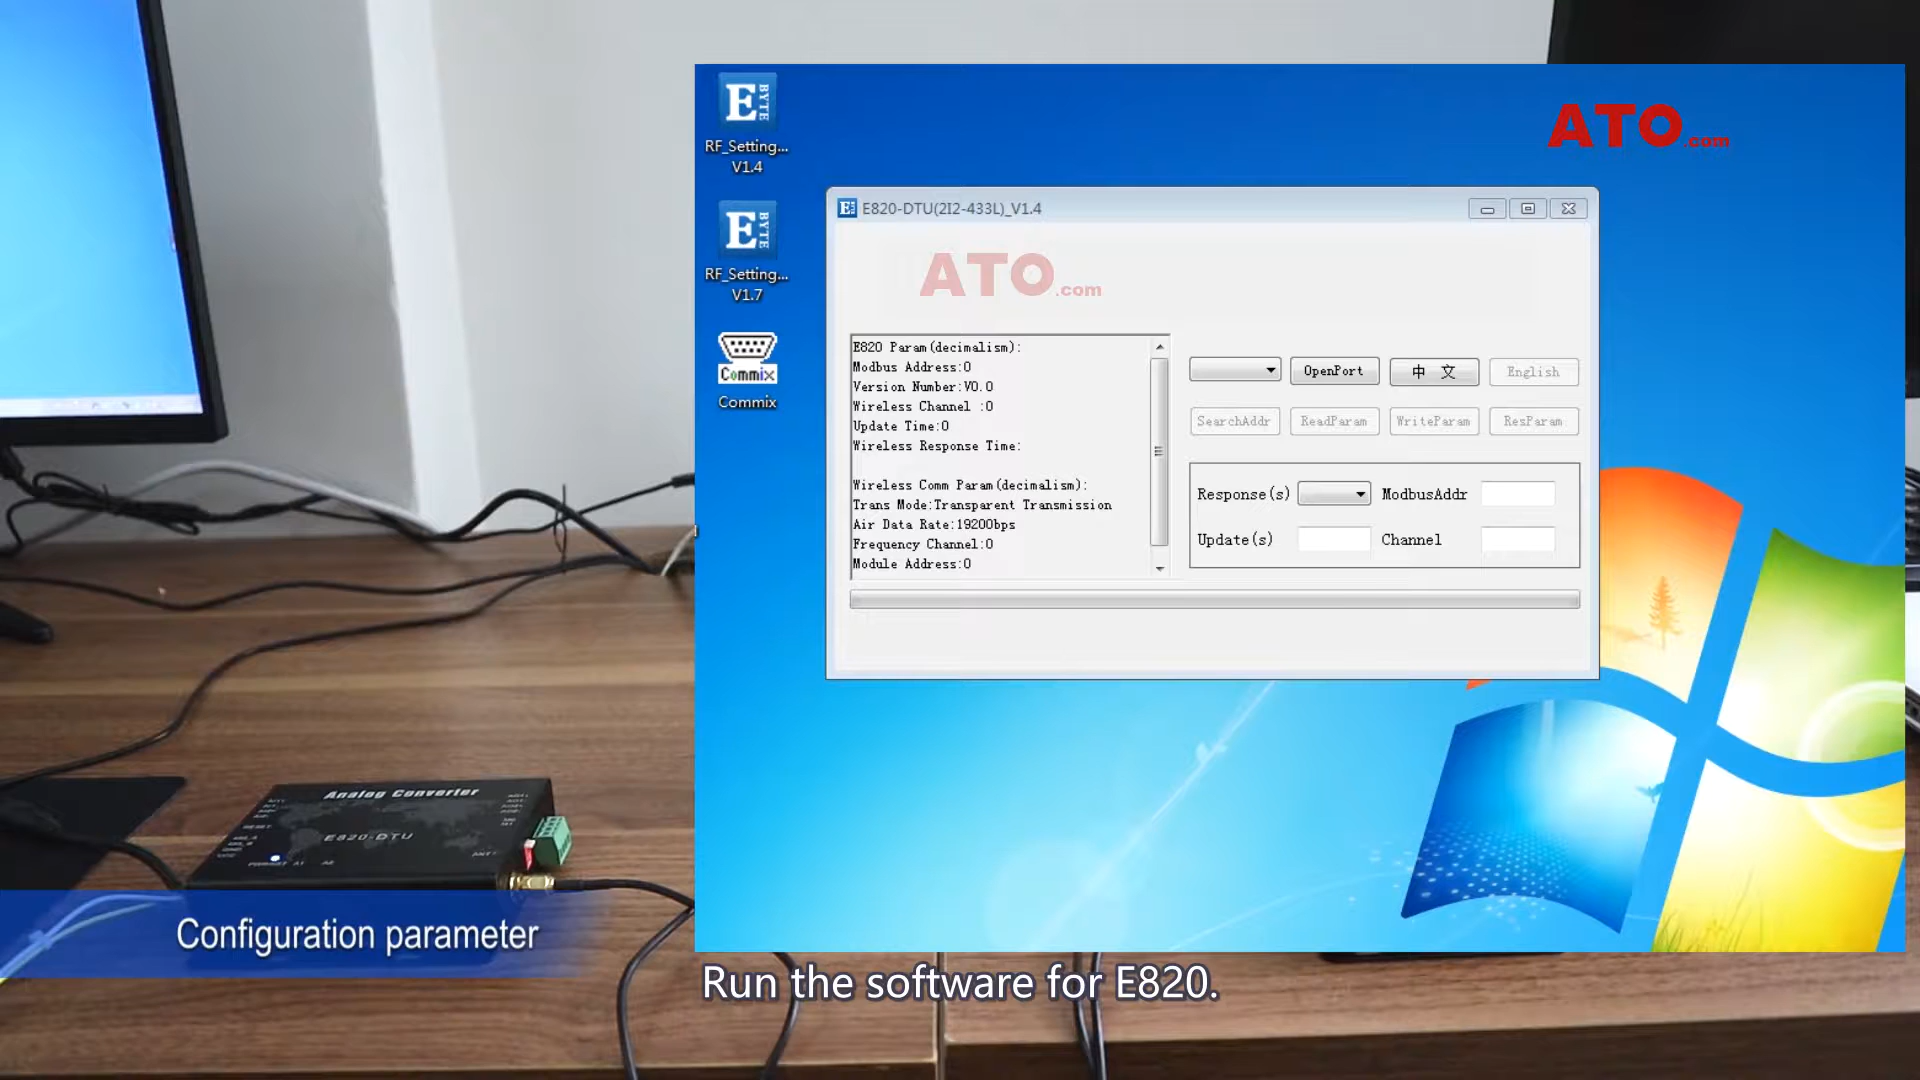 E BYTE
RF_Setting...
V1.4
E BYTE
RF_Setting...
V1.7
Commix
Commix
ATO.com
E820-DTU(2I2-433L)_V1.4
ATO.com
E820 Param(decimalism):
Modbus Address:0
Version Number:V0.0
Wireless Channel :0
Update Time:0
Wireless Response Time:
Wireless Comm Param(decimalism):
Trans Mode:Transparent Transmission
Air Data Rate:19200bps
Frequency Channel:0
Module Address:0
OpenPort
中 文
English
SearchAddr
ReadParam
WriteParam
ResParam
Response(s)
ModbusAddr
Update(s)
Channel
Analog Converter
E820-DTU
Configuration parameter
Run the software for E820.